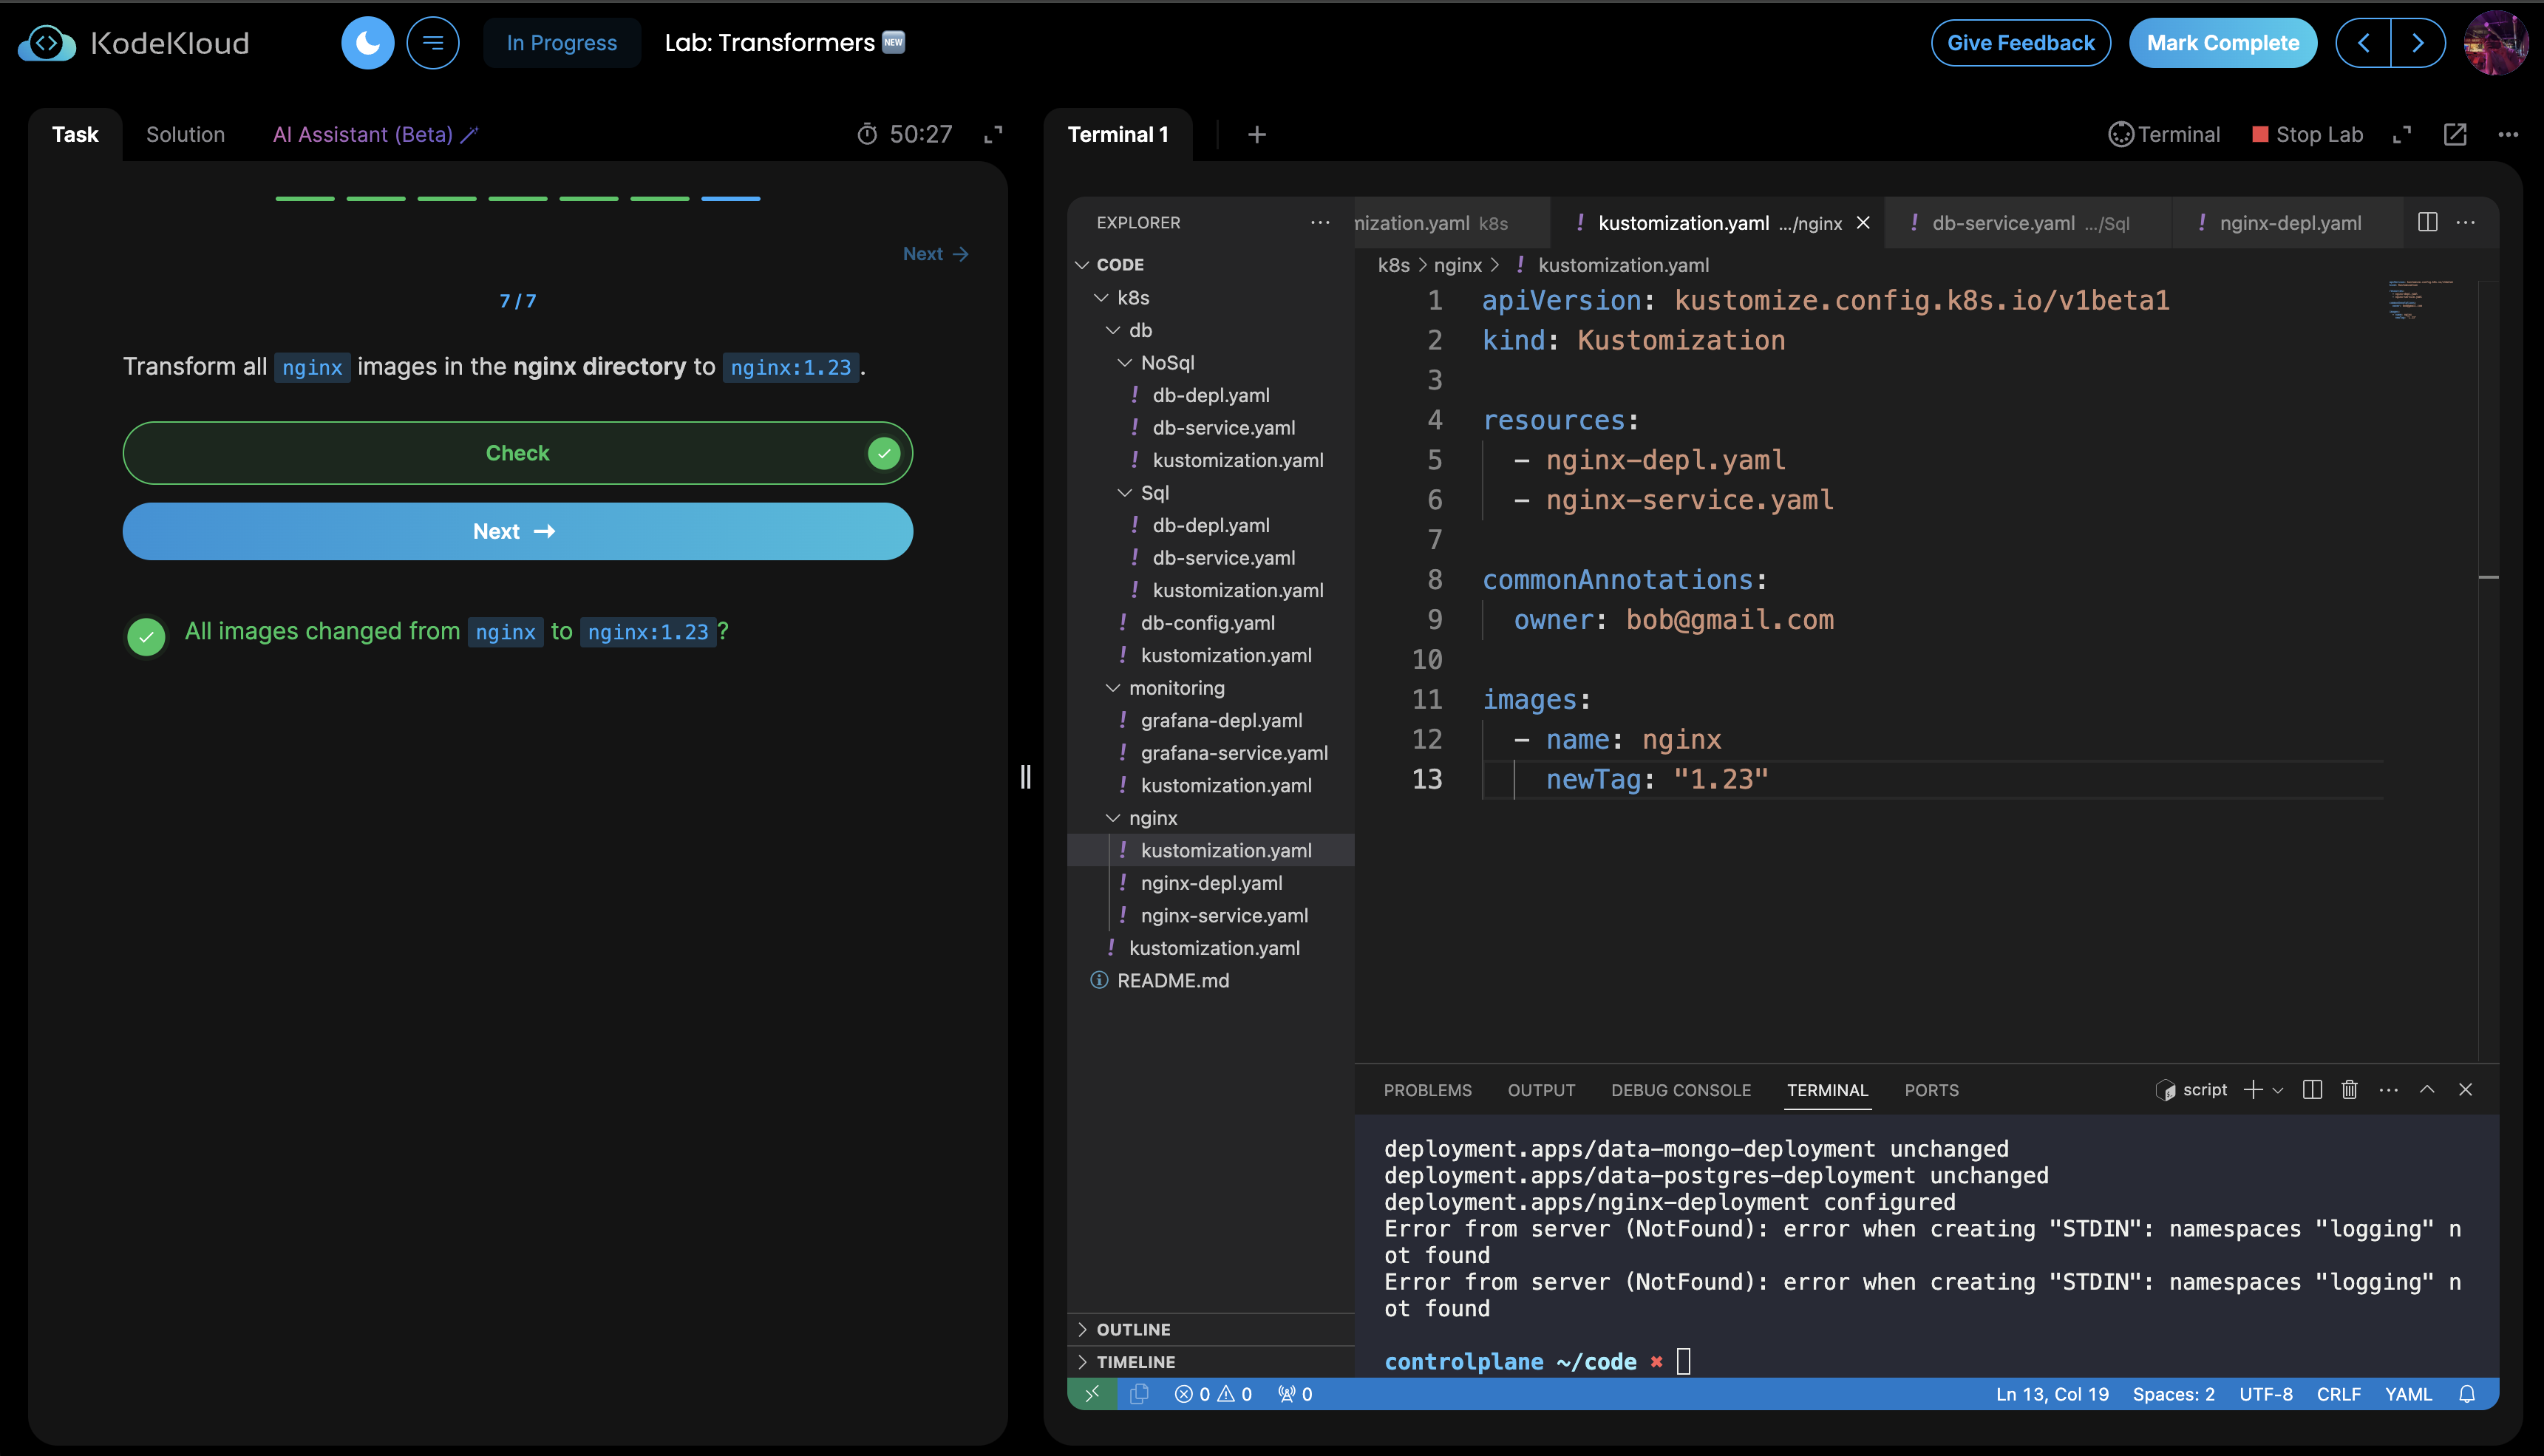 KodeKloud
In Progress
Lab: Transformers NEW
Give Feedback
Mark Complete
Task
Solution
AI Assistant (Beta)
50:27
Next →
7 / 7
Transform all nginx images in the nginx directory to nginx:1.23.
Check
Next →
All images changed from nginx to nginx:1.23?
Terminal 1
+
Terminal
Stop Lab
EXPLORER
CODE
k8s
db
NoSql
! db-depl.yaml
! db-service.yaml
! kustomization.yaml
Sql
! db-depl.yaml
! db-service.yaml
! kustomization.yaml
! db-config.yaml
! kustomization.yaml
monitoring
! grafana-depl.yaml
! grafana-service.yaml
! kustomization.yaml
nginx
! kustomization.yaml
! nginx-depl.yaml
! nginx-service.yaml
! kustomization.yaml
README.md
OUTLINE
TIMELINE
mization.yaml k8s
! kustomization.yaml .../nginx
! db-service.yaml .../Sql
! nginx-depl.yaml
k8s > nginx > ! kustomization.yaml
1 apiVersion: kustomize.config.k8s.io/v1beta1
2 kind: Kustomization
3
4 resources:
5 - nginx-depl.yaml
6 - nginx-service.yaml
7
8 commonAnnotations:
9 owner: bob@gmail.com
10
11 images:
12 - name: nginx
13 newTag: "1.23"
PROBLEMS OUTPUT DEBUG CONSOLE TERMINAL PORTS
script
deployment.apps/data-mongo-deployment unchanged
deployment.apps/data-postgres-deployment unchanged
deployment.apps/nginx-deployment configured
Error from server (NotFound): error when creating "STDIN": namespaces "logging" n
ot found
Error from server (NotFound): error when creating "STDIN": namespaces "logging" n
ot found
controlplane ~/code ✖
0 0 0
Ln 13, Col 19 Spaces: 2 UTF-8 CRLF YAML